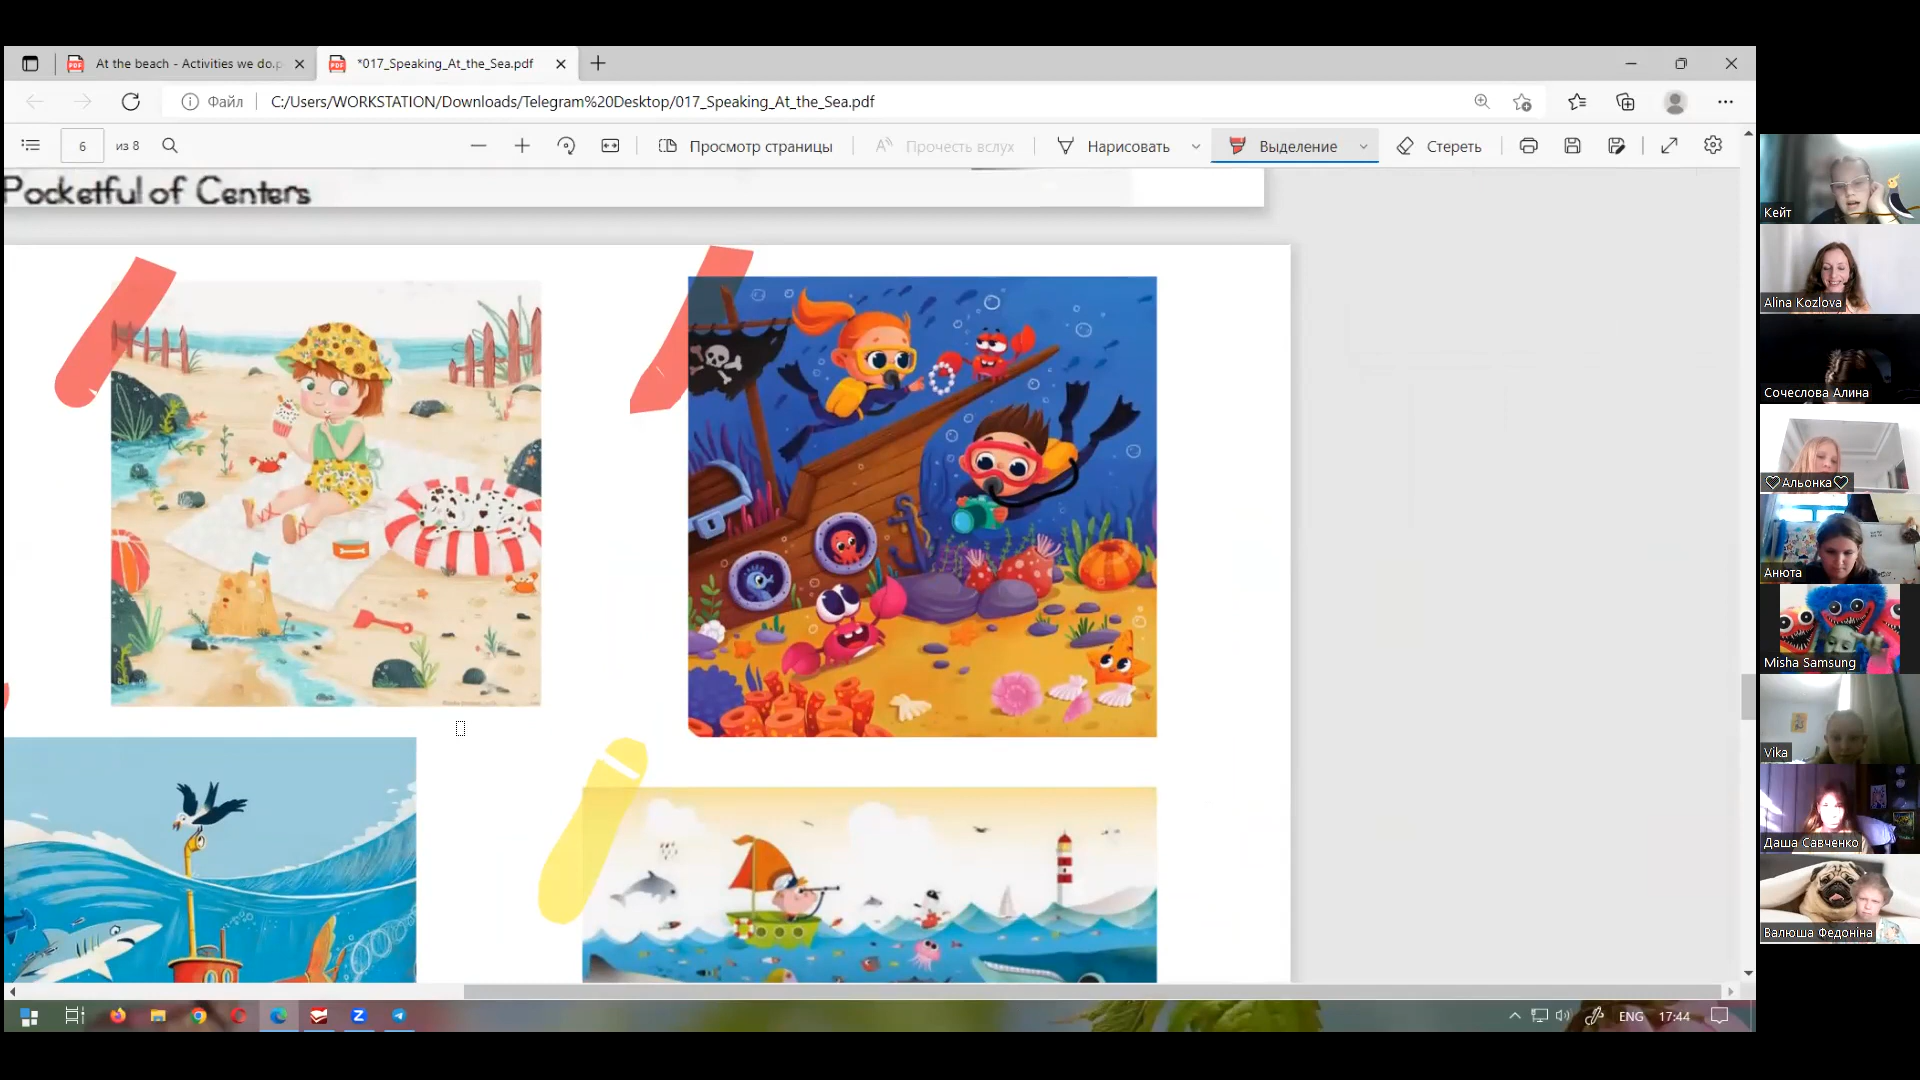 At the beach - Activities we do.p
*017_Speaking_At_the_Sea.pdf
Файл
C:/Users/WORKSTATION/Downloads/Telegram%20Desktop/017_Speaking_At_the_Sea.pdf
6
из 8
Просмотр страницы
Прочесть вслух
Нарисовать
Выделение
Стереть
Pocketful of Centers
Кейт
Alina Kozlova
Сочеслова Алина
♡Альонка♡
Анюта
Misha Samsung
Vika
Даша Савченко
Валюша Федоніна
ENG
17:44